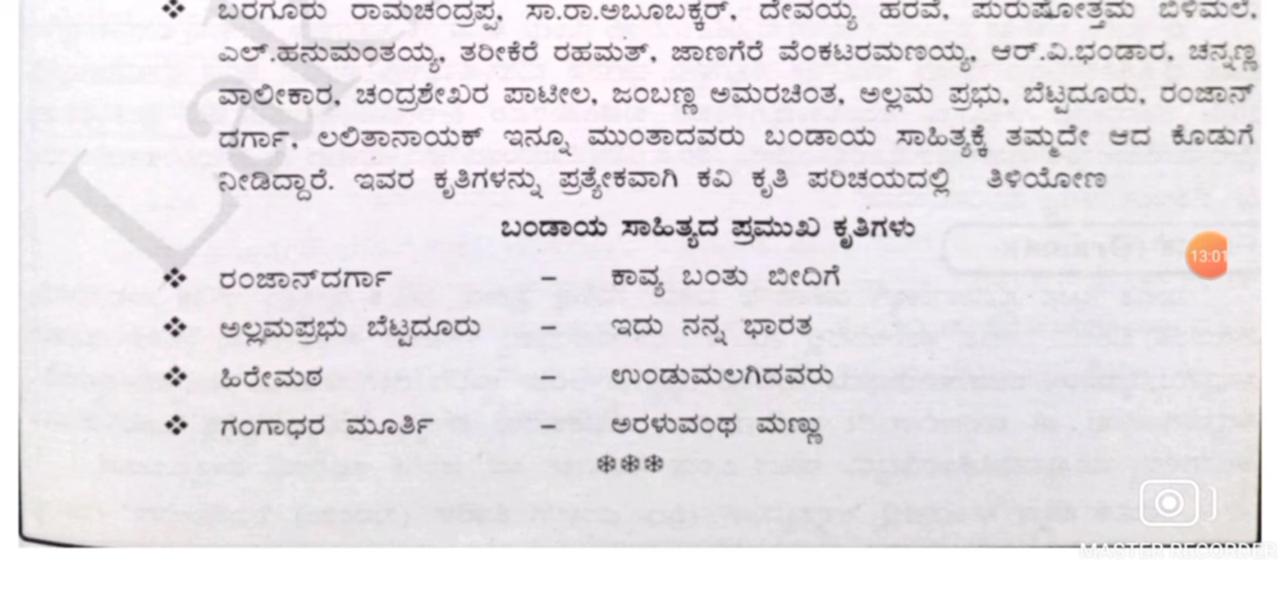 ❖ ಬರಗೂರು ರಾಮಚಂದ್ರಪ್ಪ, ಸಾ.ರಾ.ಅಬೂಬಕ್ಕರ್, ದೇವಯ್ಯ ಹರವೆ, ಪುರುಷೋತ್ತಮ ಬಿಳಿಮಲೆ,
ಎಲ್.ಹನುಮಂತಯ್ಯ, ತರೀಕೆರೆ ರಹಮತ್, ಜಾಣಗೆರೆ ವೆಂಕಟರಮಣಯ್ಯ, ಆರ್.ವಿ.ಭಂಡಾರ, ಚನ್ನಣ್ಣ
ವಾಲೀಕಾರ, ಚಂದ್ರಶೇಖರ ಪಾಟೀಲ, ಜಂಬಣ್ಣ ಅಮರಚಿಂತ, ಅಲ್ಲಮ ಪ್ರಭು, ಬೆಟ್ಟದೂರು, ರಂಜಾನ್
ದರ್ಗಾ, ಲಲಿತಾನಾಯಕ್ ಇನ್ನೂ ಮುಂತಾದವರು ಬಂಡಾಯ ಸಾಹಿತ್ಯಕ್ಕೆ ತಮ್ಮದೇ ಆದ ಕೊಡುಗೆ
ನೀಡಿದ್ದಾರೆ. ಇವರ ಕೃತಿಗಳನ್ನು ಪ್ರತ್ಯೇಕವಾಗಿ ಕವಿ ಕೃತಿ ಪರಿಚಯದಲ್ಲಿ ತಿಳಿಯೋಣ
ಬಂಡಾಯ ಸಾಹಿತ್ಯದ ಪ್ರಮುಖ ಕೃತಿಗಳು
❖ ರಂಜಾನ್‌ದರ್ಗಾ – ಕಾವ್ಯ ಬಂತು ಬೀದಿಗೆ
❖ ಅಲ್ಲಮಪ್ರಭು ಬೆಟ್ಟದೂರು – ಇದು ನನ್ನ ಭಾರತ
❖ ಹಿರೇಮಠ – ಉಂಡುಮಲಗಿದವರು
❖ ಗಂಗಾಧರ ಮೂರ್ತಿ – ಅರಳುವಂಥ ಮಣ್ಣು
❄❄❄
13:01
MASTER RECORDER